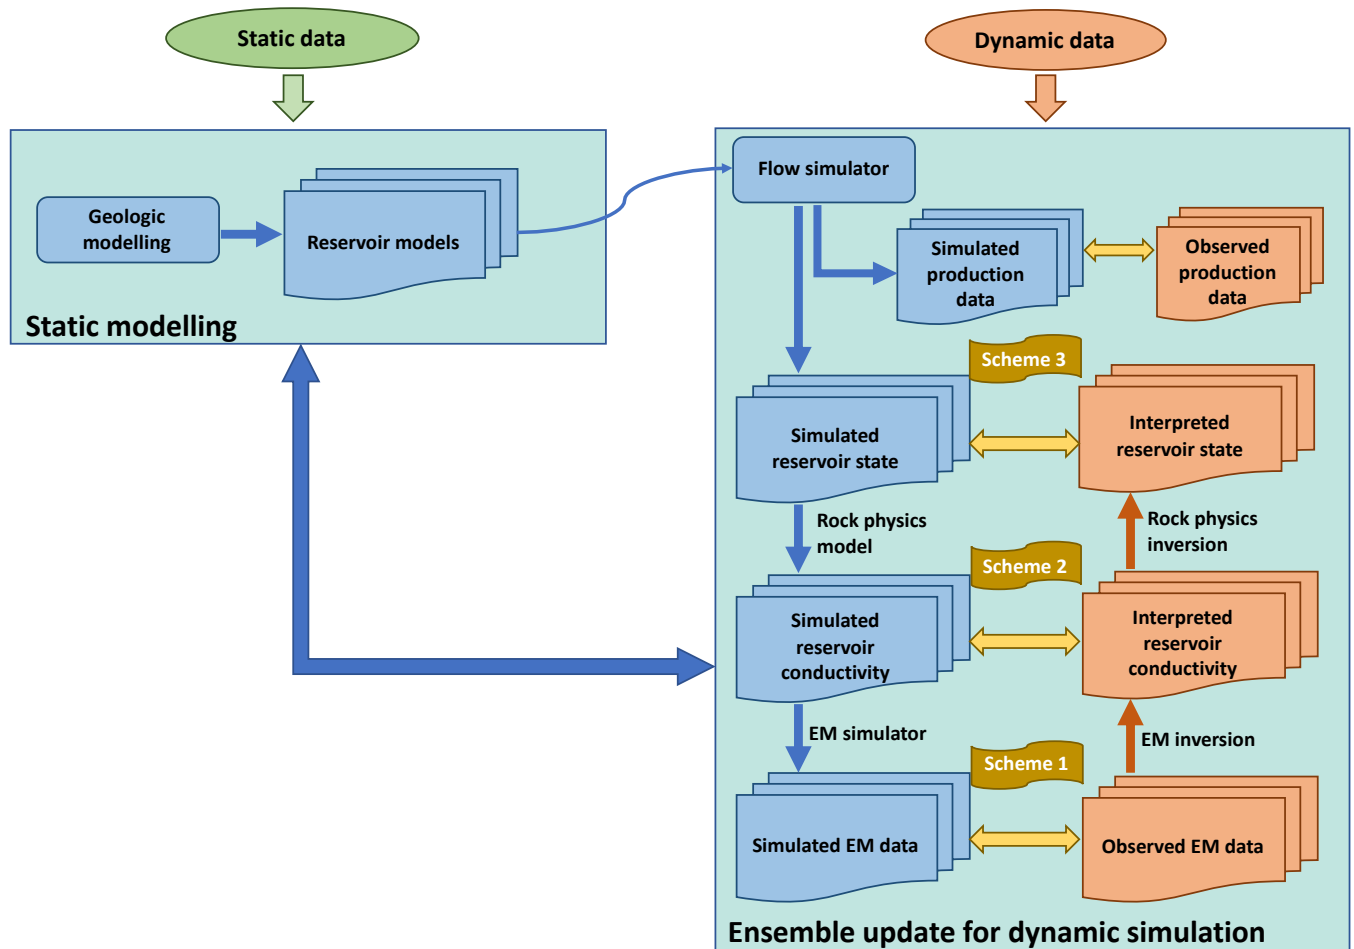 Static data
Dynamic data
Geologic
modelling
Reservoir models
Static modelling
Flow simulator
Simulated
production
data
Observed
production
data
Scheme 3
Simulated
reservoir state
Interpreted
reservoir state
Rock physics
model
Rock physics
inversion
Scheme 2
Simulated
reservoir
conductivity
Interpreted
reservoir
conductivity
EM simulator
EM inversion
Scheme 1
Simulated EM data
Observed EM data
Ensemble update for dynamic simulation